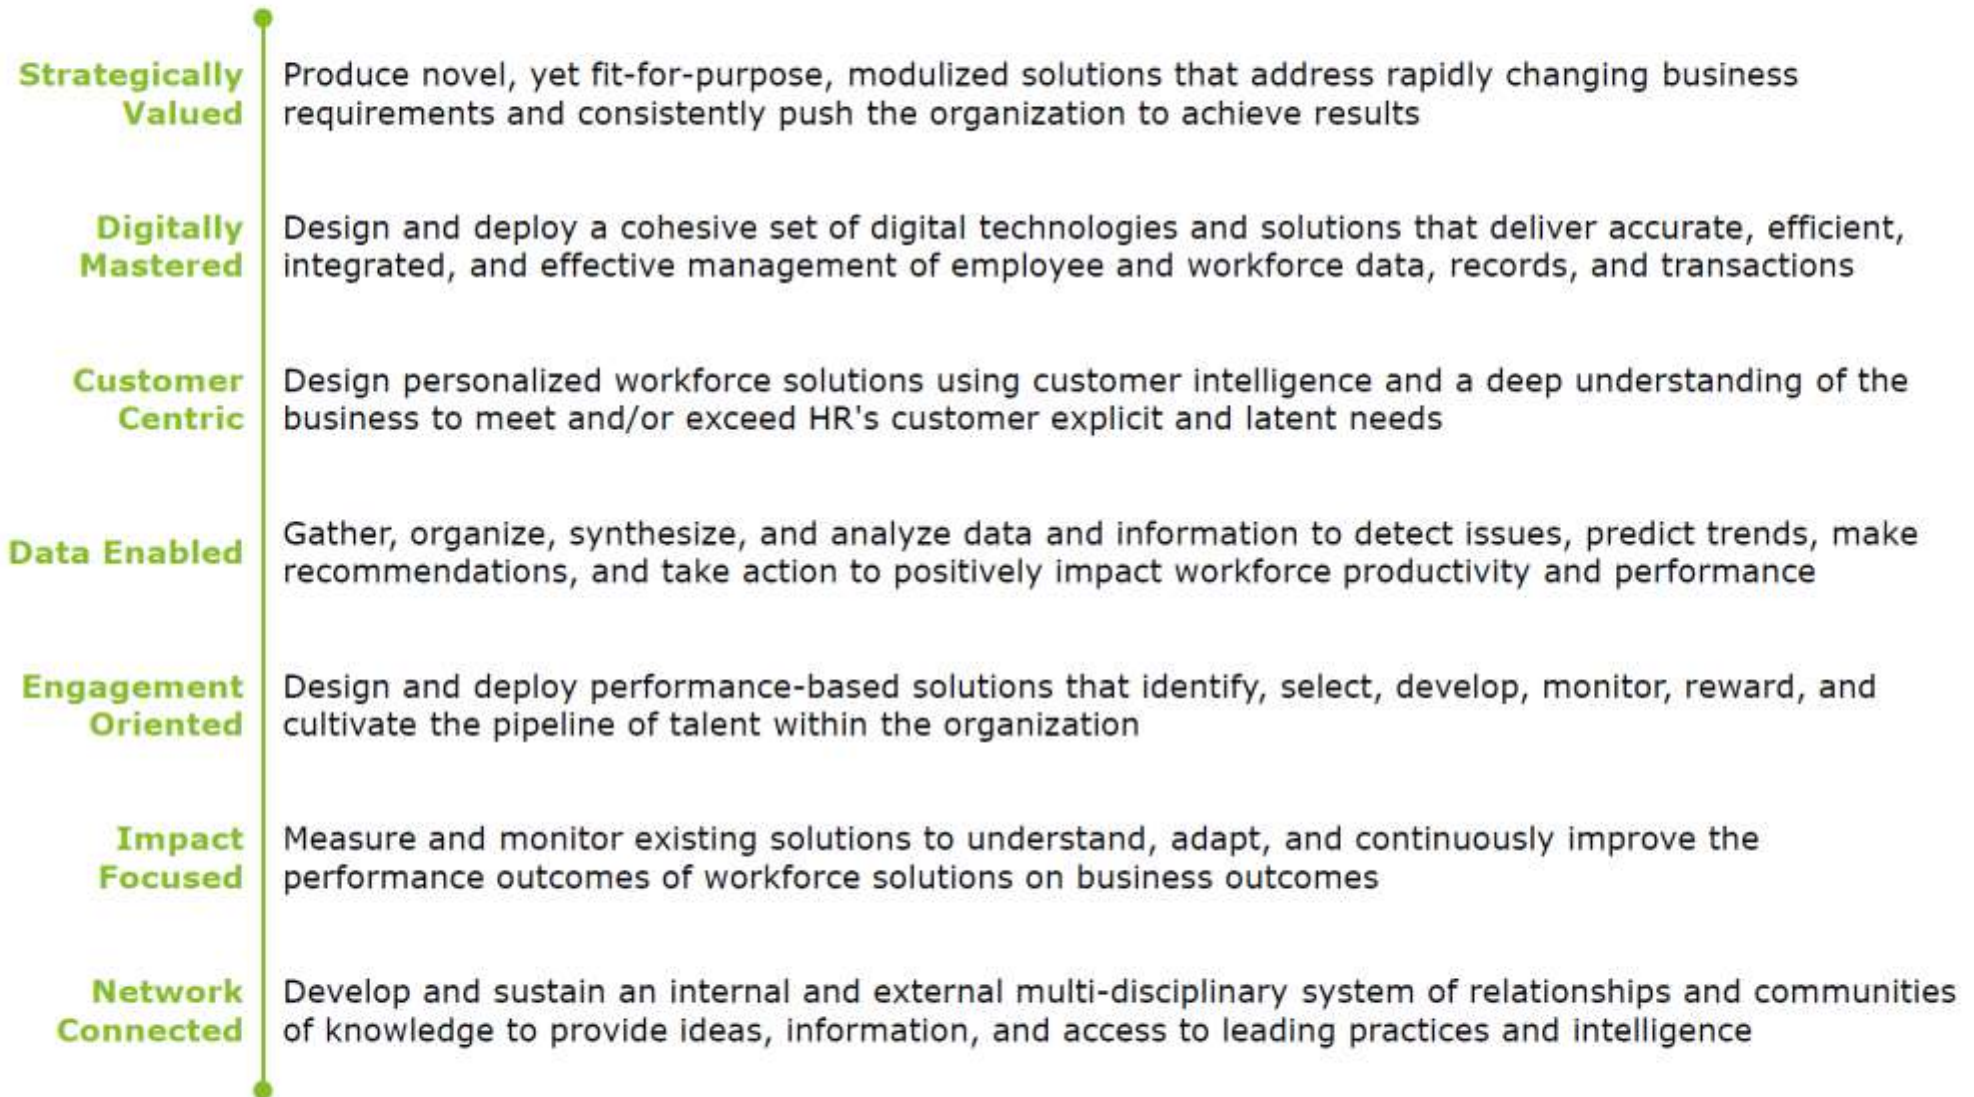 Strategically
Valued
Produce novel, yet fit-for-purpose, modulized solutions that address rapidly changing business
requirements and consistently push the organization to achieve results
Digitally
Mastered
Design and deploy a cohesive set of digital technologies and solutions that deliver accurate, efficient,
integrated, and effective management of employee and workforce data, records, and transactions
Customer
Centric
Design personalized workforce solutions using customer intelligence and a deep understanding of the
business to meet and/or exceed HR's customer explicit and latent needs
Data Enabled
Gather, organize, synthesize, and analyze data and information to detect issues, predict trends, make
recommendations, and take action to positively impact workforce productivity and performance
Engagement
Oriented
Design and deploy performance-based solutions that identify, select, develop, monitor, reward, and
cultivate the pipeline of talent within the organization
Impact
Focused
Measure and monitor existing solutions to understand, adapt, and continuously improve the
performance outcomes of workforce solutions on business outcomes
Network
Connected
Develop and sustain an internal and external multi-disciplinary system of relationships and communities
of knowledge to provide ideas, information, and access to leading practices and intelligence